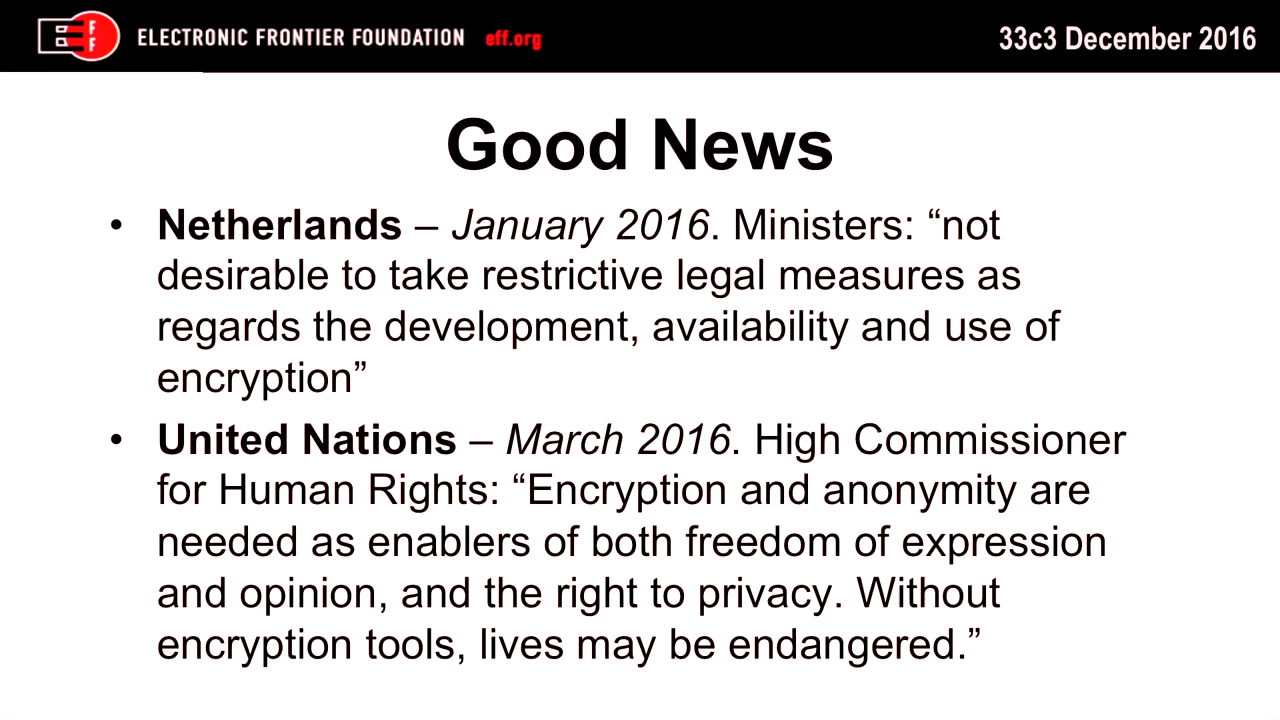 EFF ELECTRONIC FRONTIER FOUNDATION eff.org
33c3 December 2016
Good News
• Netherlands – January 2016. Ministers: “not
desirable to take restrictive legal measures as
regards the development, availability and use of
encryption”
• United Nations – March 2016. High Commissioner
for Human Rights: “Encryption and anonymity are
needed as enablers of both freedom of expression
and opinion, and the right to privacy. Without
encryption tools, lives may be endangered.”